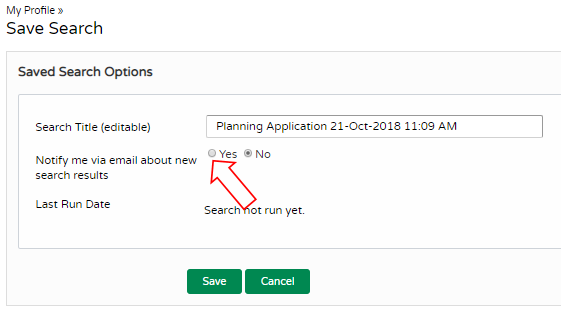 My Profile »
Save Search
Saved Search Options
Search Title (editable)
Planning Application 21-Oct-2018 11:09 AM
Notify me via email about new
search results
Yes No
Last Run Date
Search not run yet.
Save Cancel